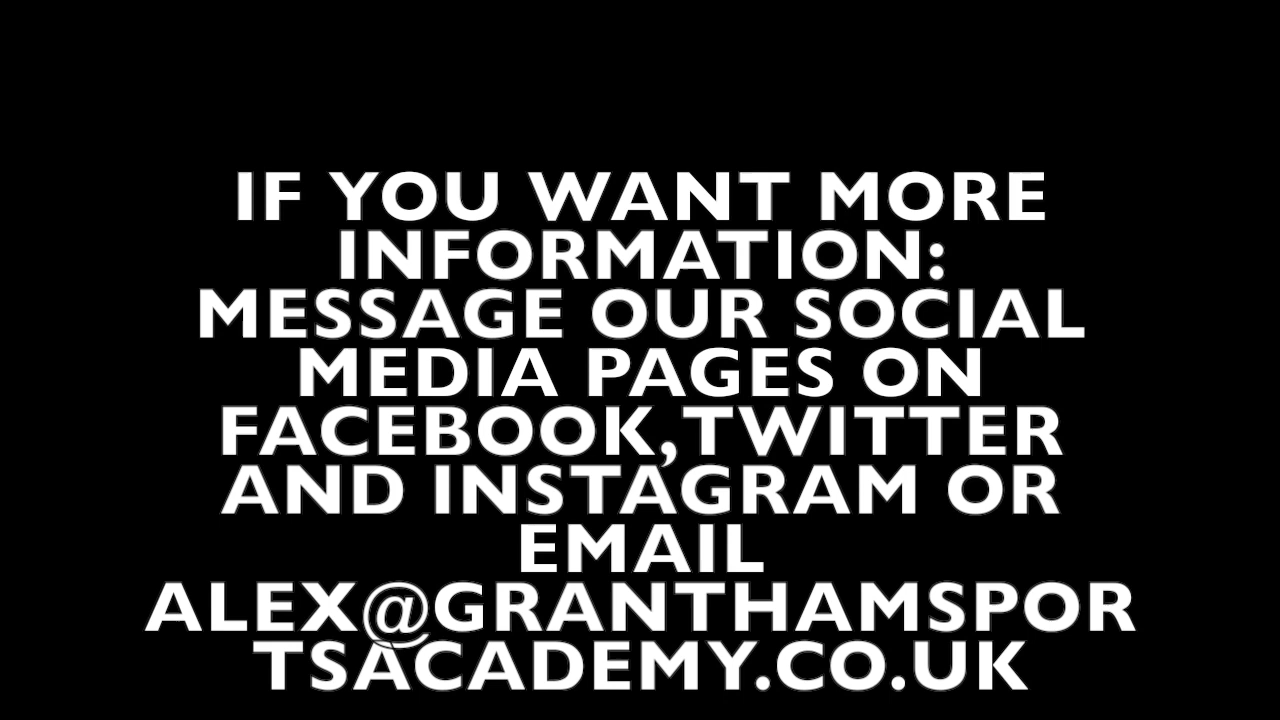 IF YOU WANT MORE
INFORMATION:
MESSAGE OUR SOCIAL
MEDIA PAGES ON
FACEBOOK,TWITTER
AND INSTAGRAM OR
EMAIL
ALEX@GRANTHAMSPOR
TSACADEMY.CO.UK